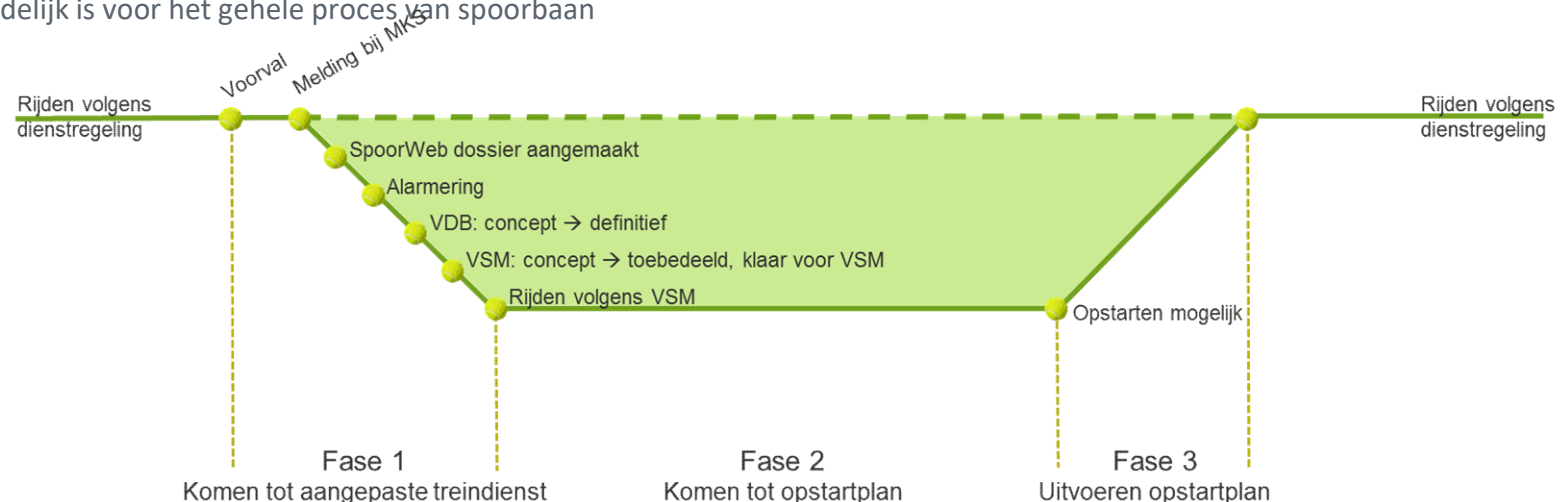 delijk is voor het gehele proces van spoorbaan
Voorval
Melding bij MKS
Rijden volgens
dienstregeling
Rijden volgens
dienstregeling
SpoorWeb dossier aangemaakt
Alarmering
VDB: concept → definitief
VSM: concept → toebedeeld, klaar voor VSM
Rijden volgens VSM
Opstarten mogelijk
Fase 1
Komen tot aangepaste treindienst
Fase 2
Komen tot opstartplan
Fase 3
Uitvoeren opstartplan